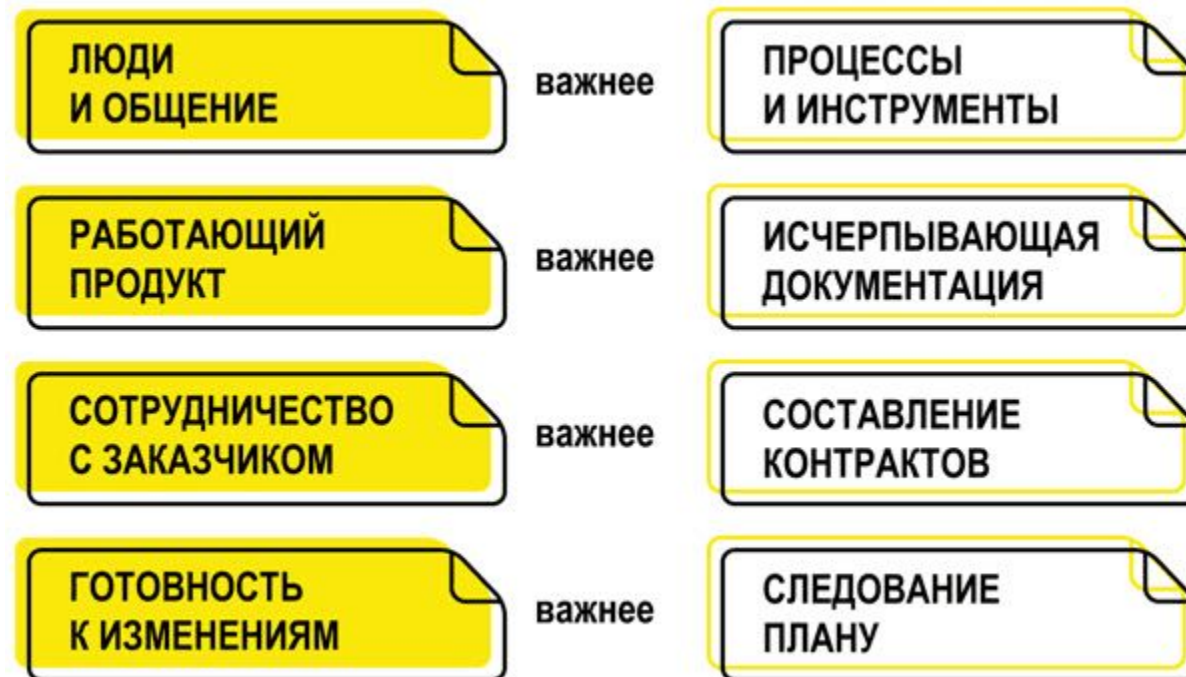 ЛЮДИ
И ОБЩЕНИЕ
важнее
ПРОЦЕССЫ
И ИНСТРУМЕНТЫ
РАБОТАЮЩИЙ
ПРОДУКТ
важнее
ИСЧЕРПЫВАЮЩАЯ
ДОКУМЕНТАЦИЯ
СОТРУДНИЧЕСТВО
С ЗАКАЗЧИКОМ
важнее
СОСТАВЛЕНИЕ
КОНТРАКТОВ
ГОТОВНОСТЬ
К ИЗМЕНЕНИЯМ
важнее
СЛЕДОВАНИЕ
ПЛАНУ